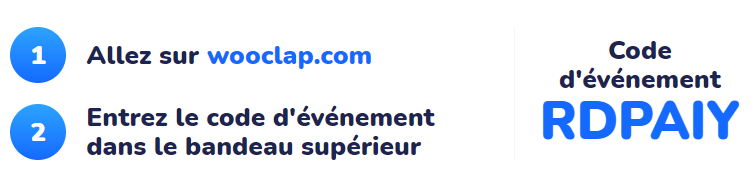 1
Allez sur wooclap.com
2
Entrez le code d'événement
dans le bandeau supérieur
Code
d'événement
RDPAIY